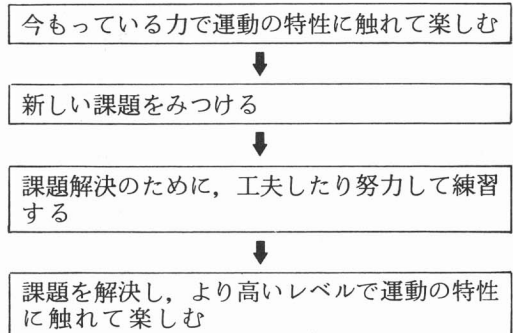 今もっている力で運動の特性に触れて楽しむ
新しい課題をみつける
課題解決のために，工夫したり努力して練習
する
課題を解決し，より高いレベルで運動の特性
に触れて楽しむ